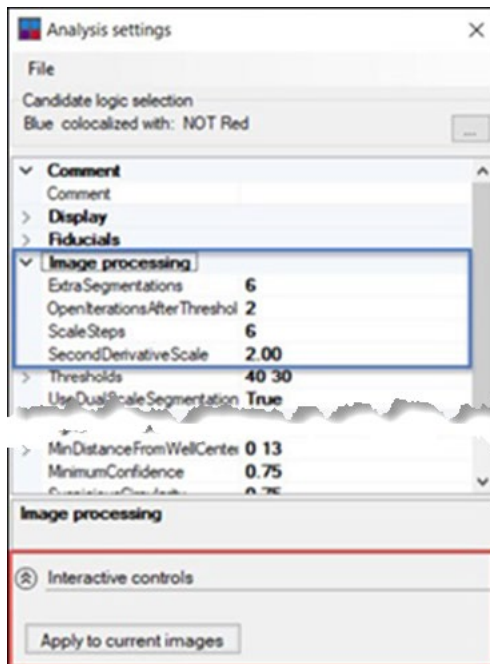 Analysis settings
File
Candidate logic selection
Blue colocalized with: NOT Red
...
Comment
Comment
Display
Fiducials
Image processing
ExtraSegmentations 6
OpenIterationsAfterThreshol 2
ScaleSteps 6
SecondDerivativeScale 2.00
Thresholds 40 30
UseDualScaleSegmentation True
MinDistanceFromWellCenter 0 13
MinimumConfidence 0.75
Image processing
Interactive controls
Apply to current images